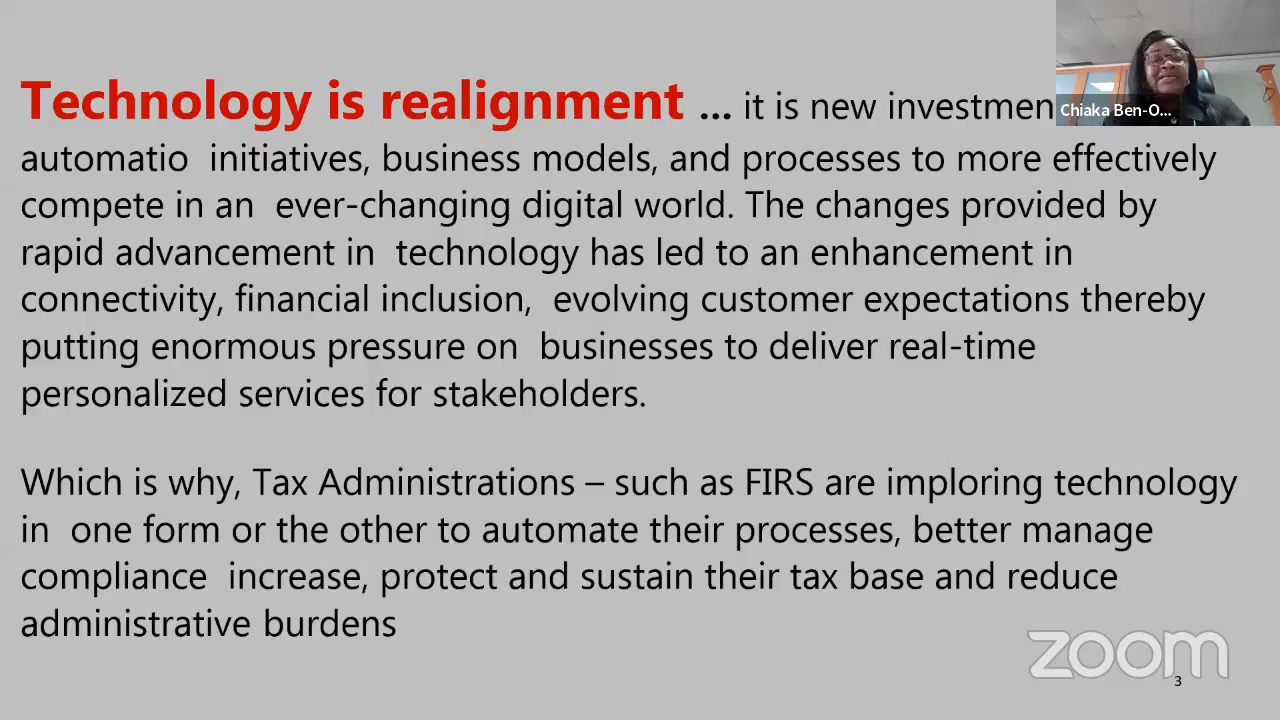 Technology is realignment ... it is new investmen
Chiaka Ben-O...
automatio initiatives, business models, and processes to more effectively
compete in an ever-changing digital world. The changes provided by
rapid advancement in technology has led to an enhancement in
connectivity, financial inclusion, evolving customer expectations thereby
putting enormous pressure on businesses to deliver real-time
personalized services for stakeholders.
Which is why, Tax Administrations – such as FIRS are imploring technology
in one form or the other to automate their processes, better manage
compliance increase, protect and sustain their tax base and reduce
administrative burdens
zoom
3